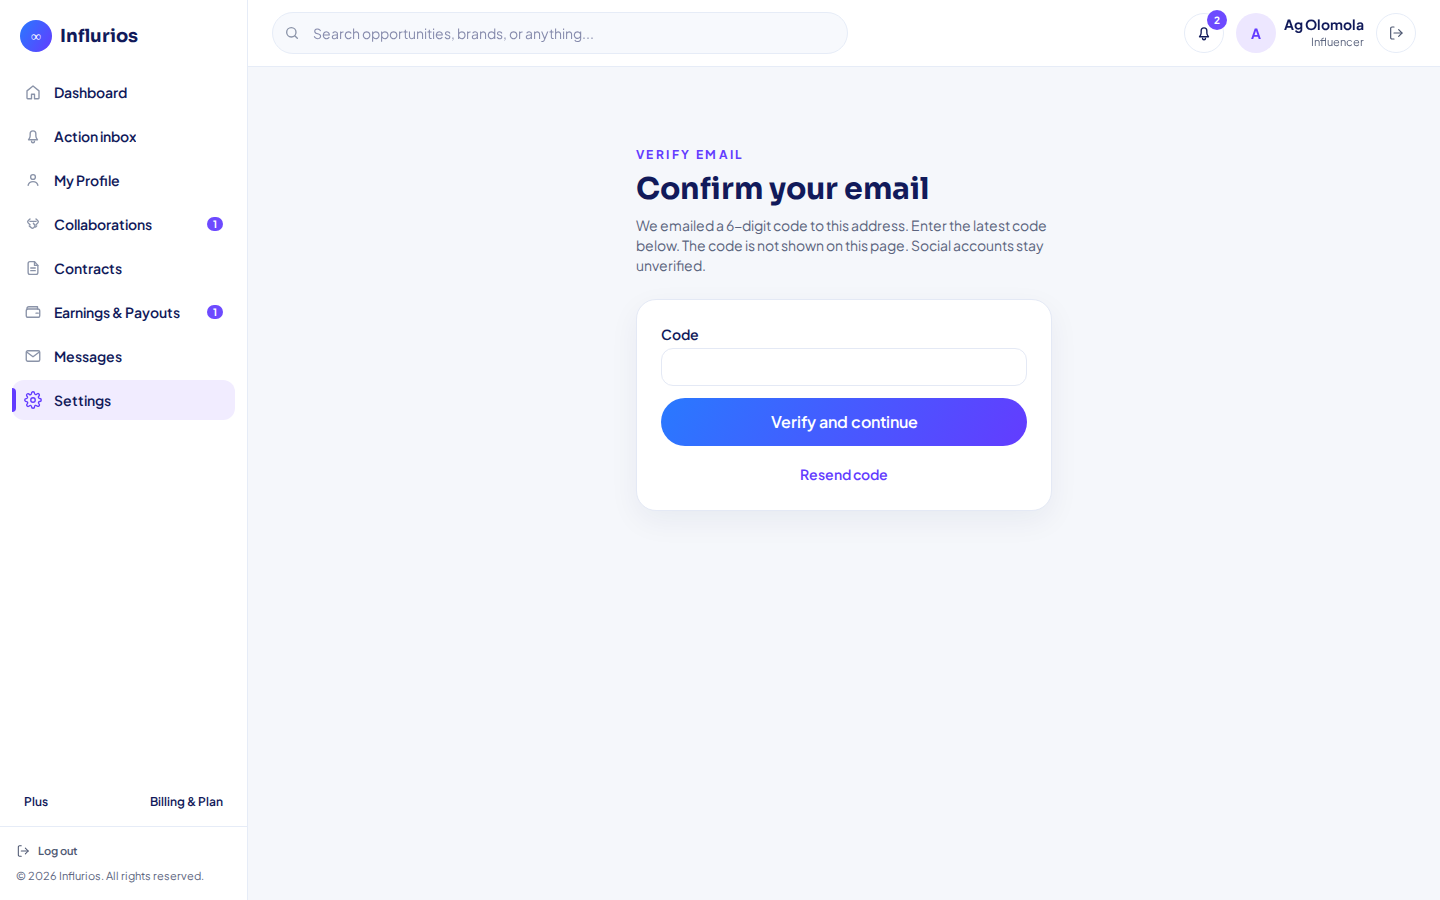 ∞ Influrios
Search opportunities, brands, or anything...
2
A
Ag Olomola
Influencer
Dashboard
Action inbox
My Profile
Collaborations 1
Contracts
Earnings & Payouts 1
Messages
Settings
VERIFY EMAIL
Confirm your email
We emailed a 6-digit code to this address. Enter the latest code
below. The code is not shown on this page. Social accounts stay
unverified.
Code
Verify and continue
Resend code
Plus Billing & Plan
Log out
© 2026 Influrios. All rights reserved.